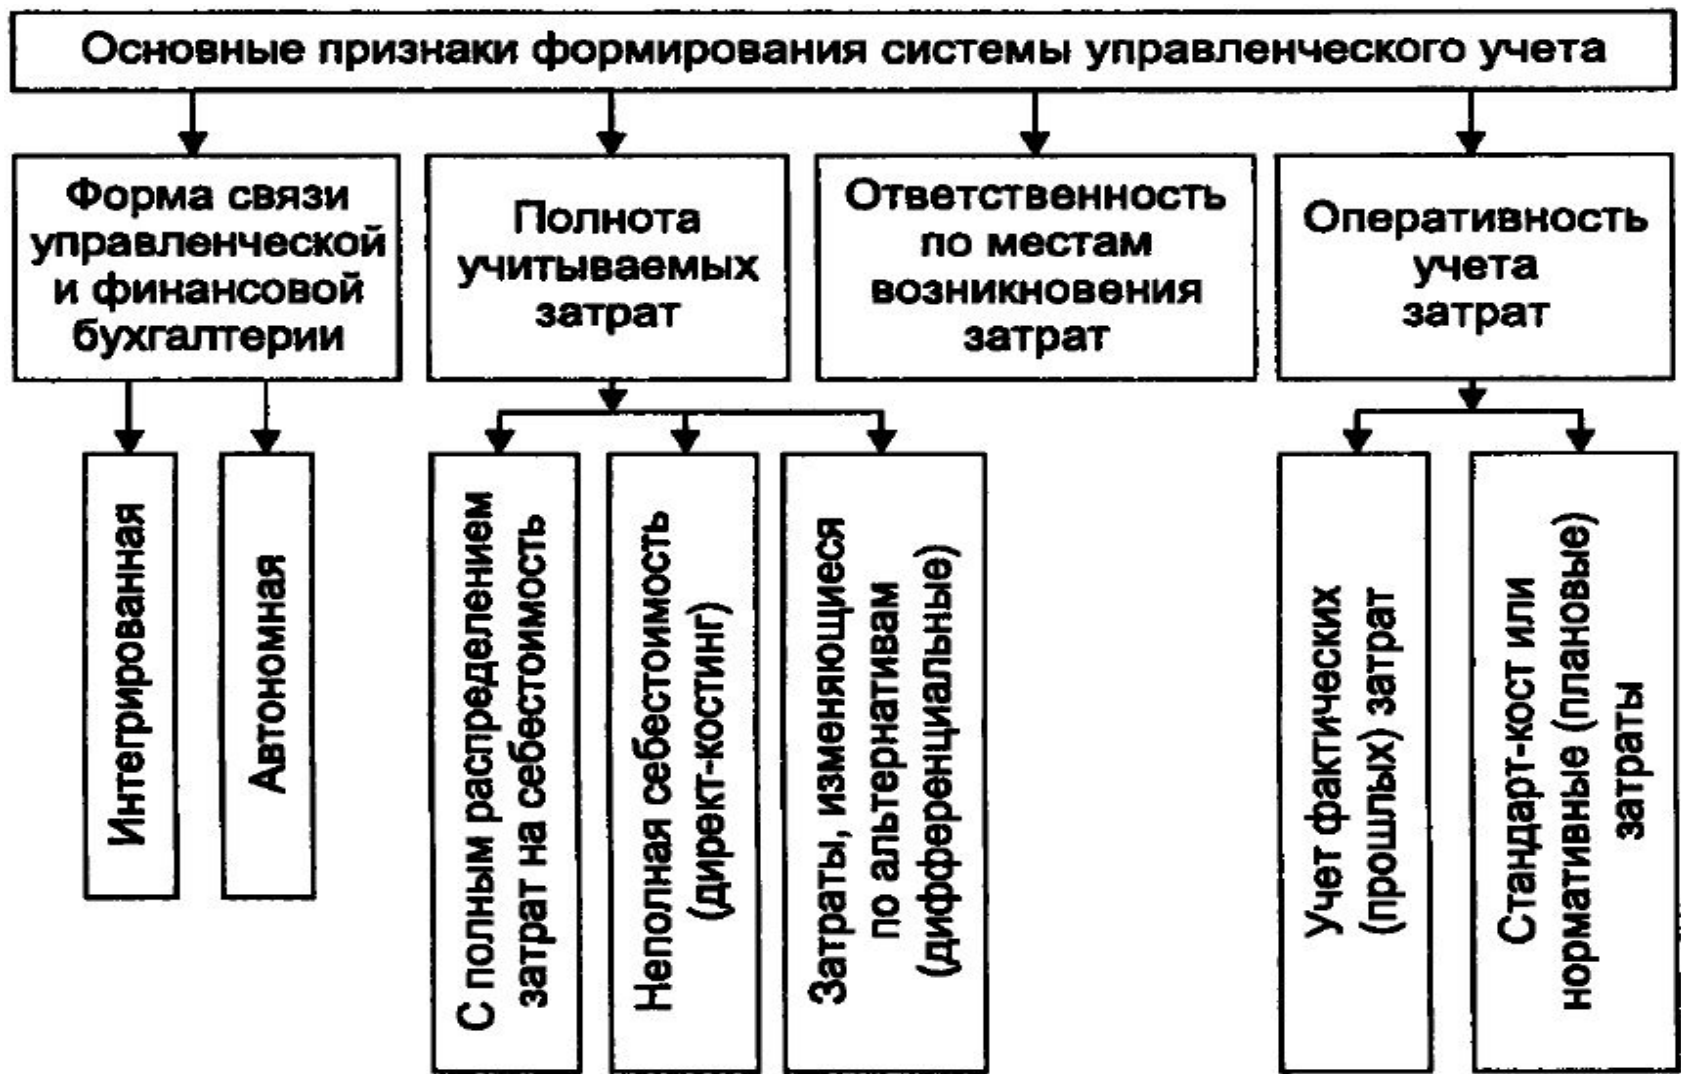 Основные признаки формирования системы управленческого учета
Форма связи
управленческой
и финансовой
бухгалтерии
Полнота
учитываемых
затрат
Ответственность
по местам
возникновения
затрат
Оперативность
учета
затрат
Интегрированная
Автономная
С полным распределением
затрат на себестоимость
Неполная себестоимость
(директ-костинг)
Затраты, изменяющиеся
по альтернативам
(дифференциальные)
Учет фактических
(прошлых) затрат
Стандарт-кост или
нормативные (плановые)
затраты